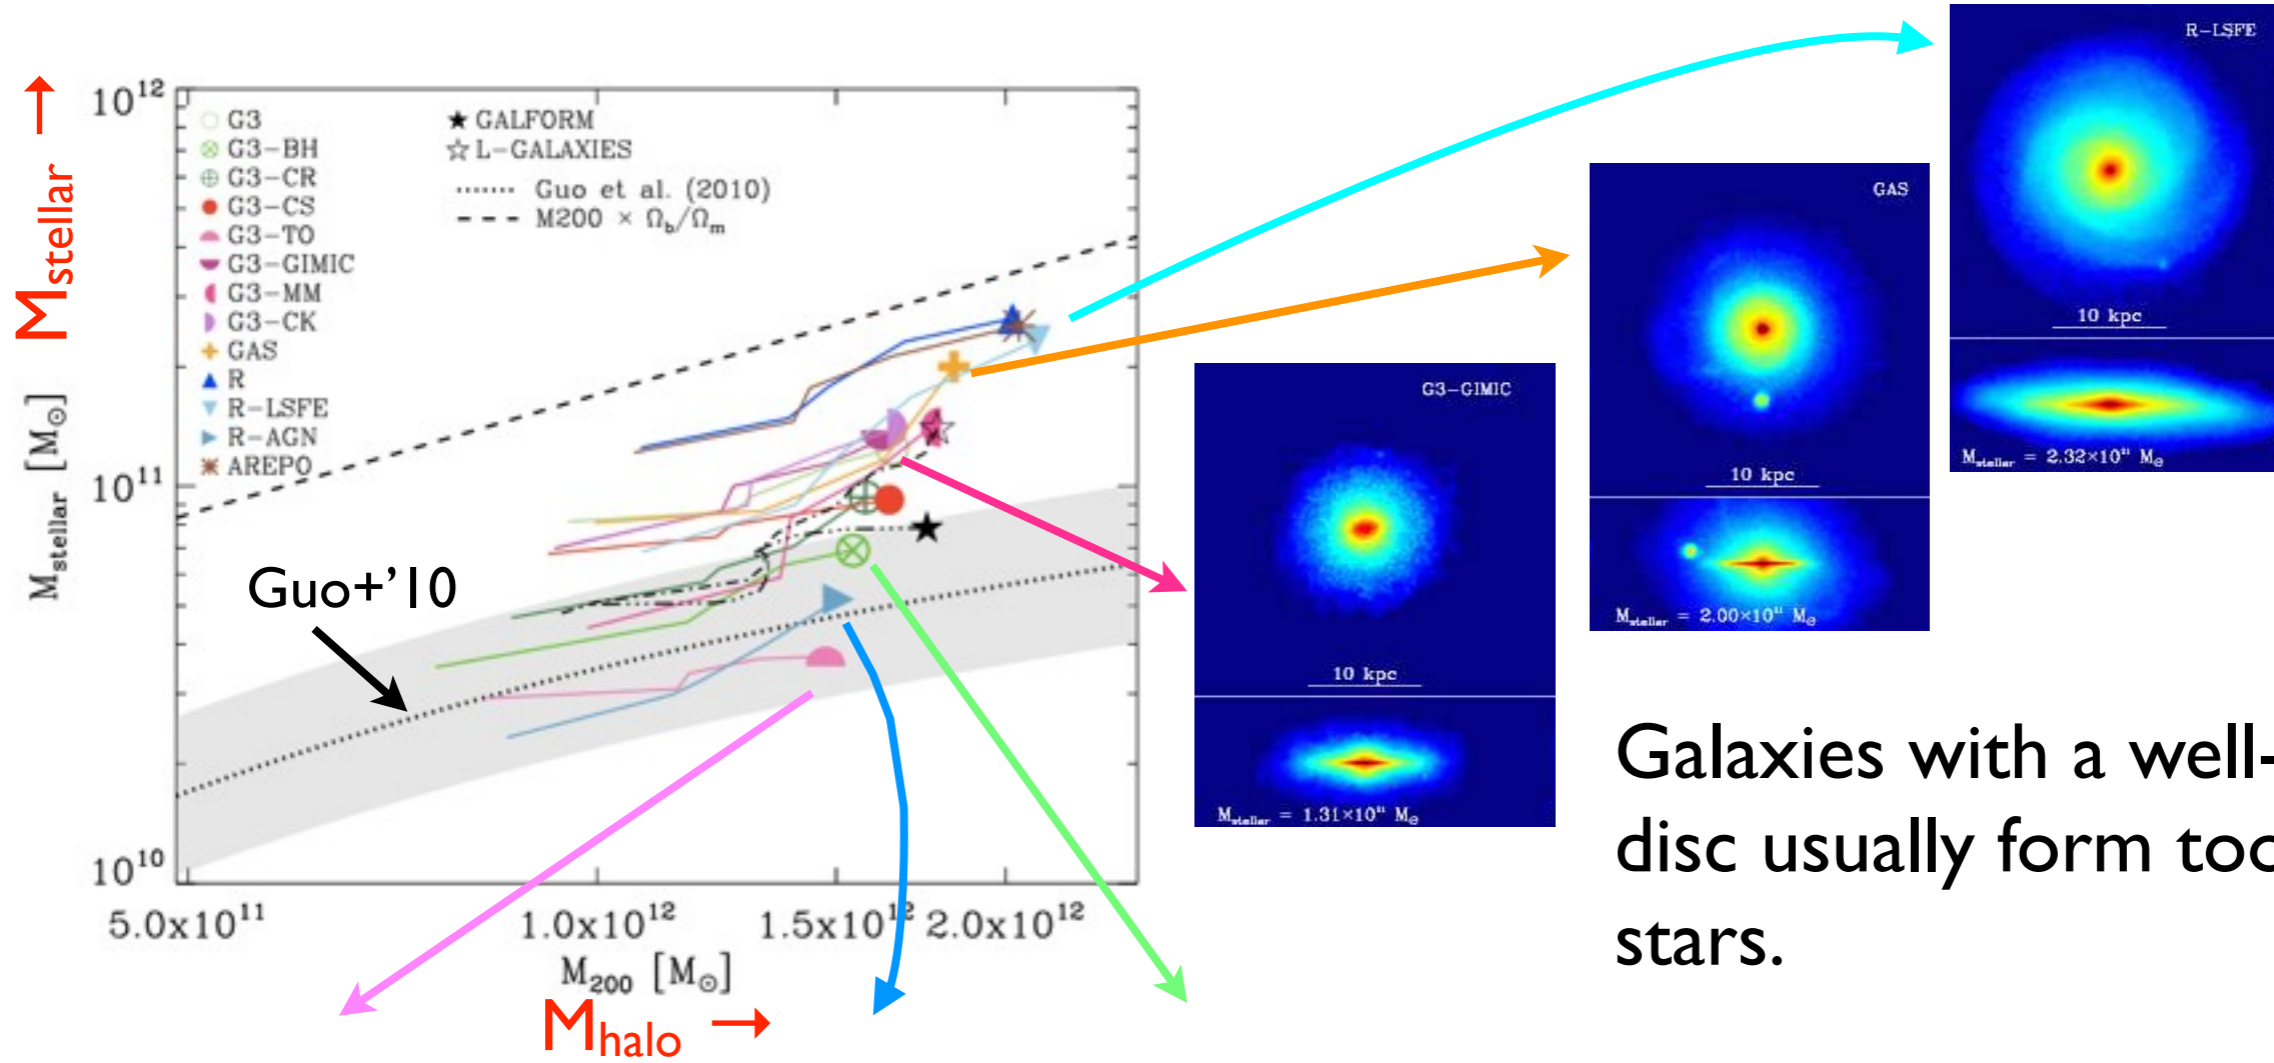 Mstellar →
Mstellar [M⊙]
10¹²
10¹¹
10¹⁰
G3
G3-BH
G3-CR
G3-CS
G3-TO
G3-GIMIC
G3-MM
G3-CK
GAS
R
R-LSFE
R-AGN
AREPO
★ GALFORM
☆ L-GALAXIES
Guo et al. (2010)
M200 × Ωb/Ωm
Guo+'10
5.0x10¹¹
1.0x10¹²
1.5x10¹²
2.0x10¹²
M200 [M⊙]
Mhalo →
G3-GIMIC
10 kpc
Mstellar = 1.31×10¹¹ M⊙
GAS
10 kpc
Mstellar = 2.00×10¹¹ M⊙
R-LSFE
10 kpc
Mstellar = 2.32×10¹¹ M⊙
Galaxies with a well-
disc usually form too
stars.